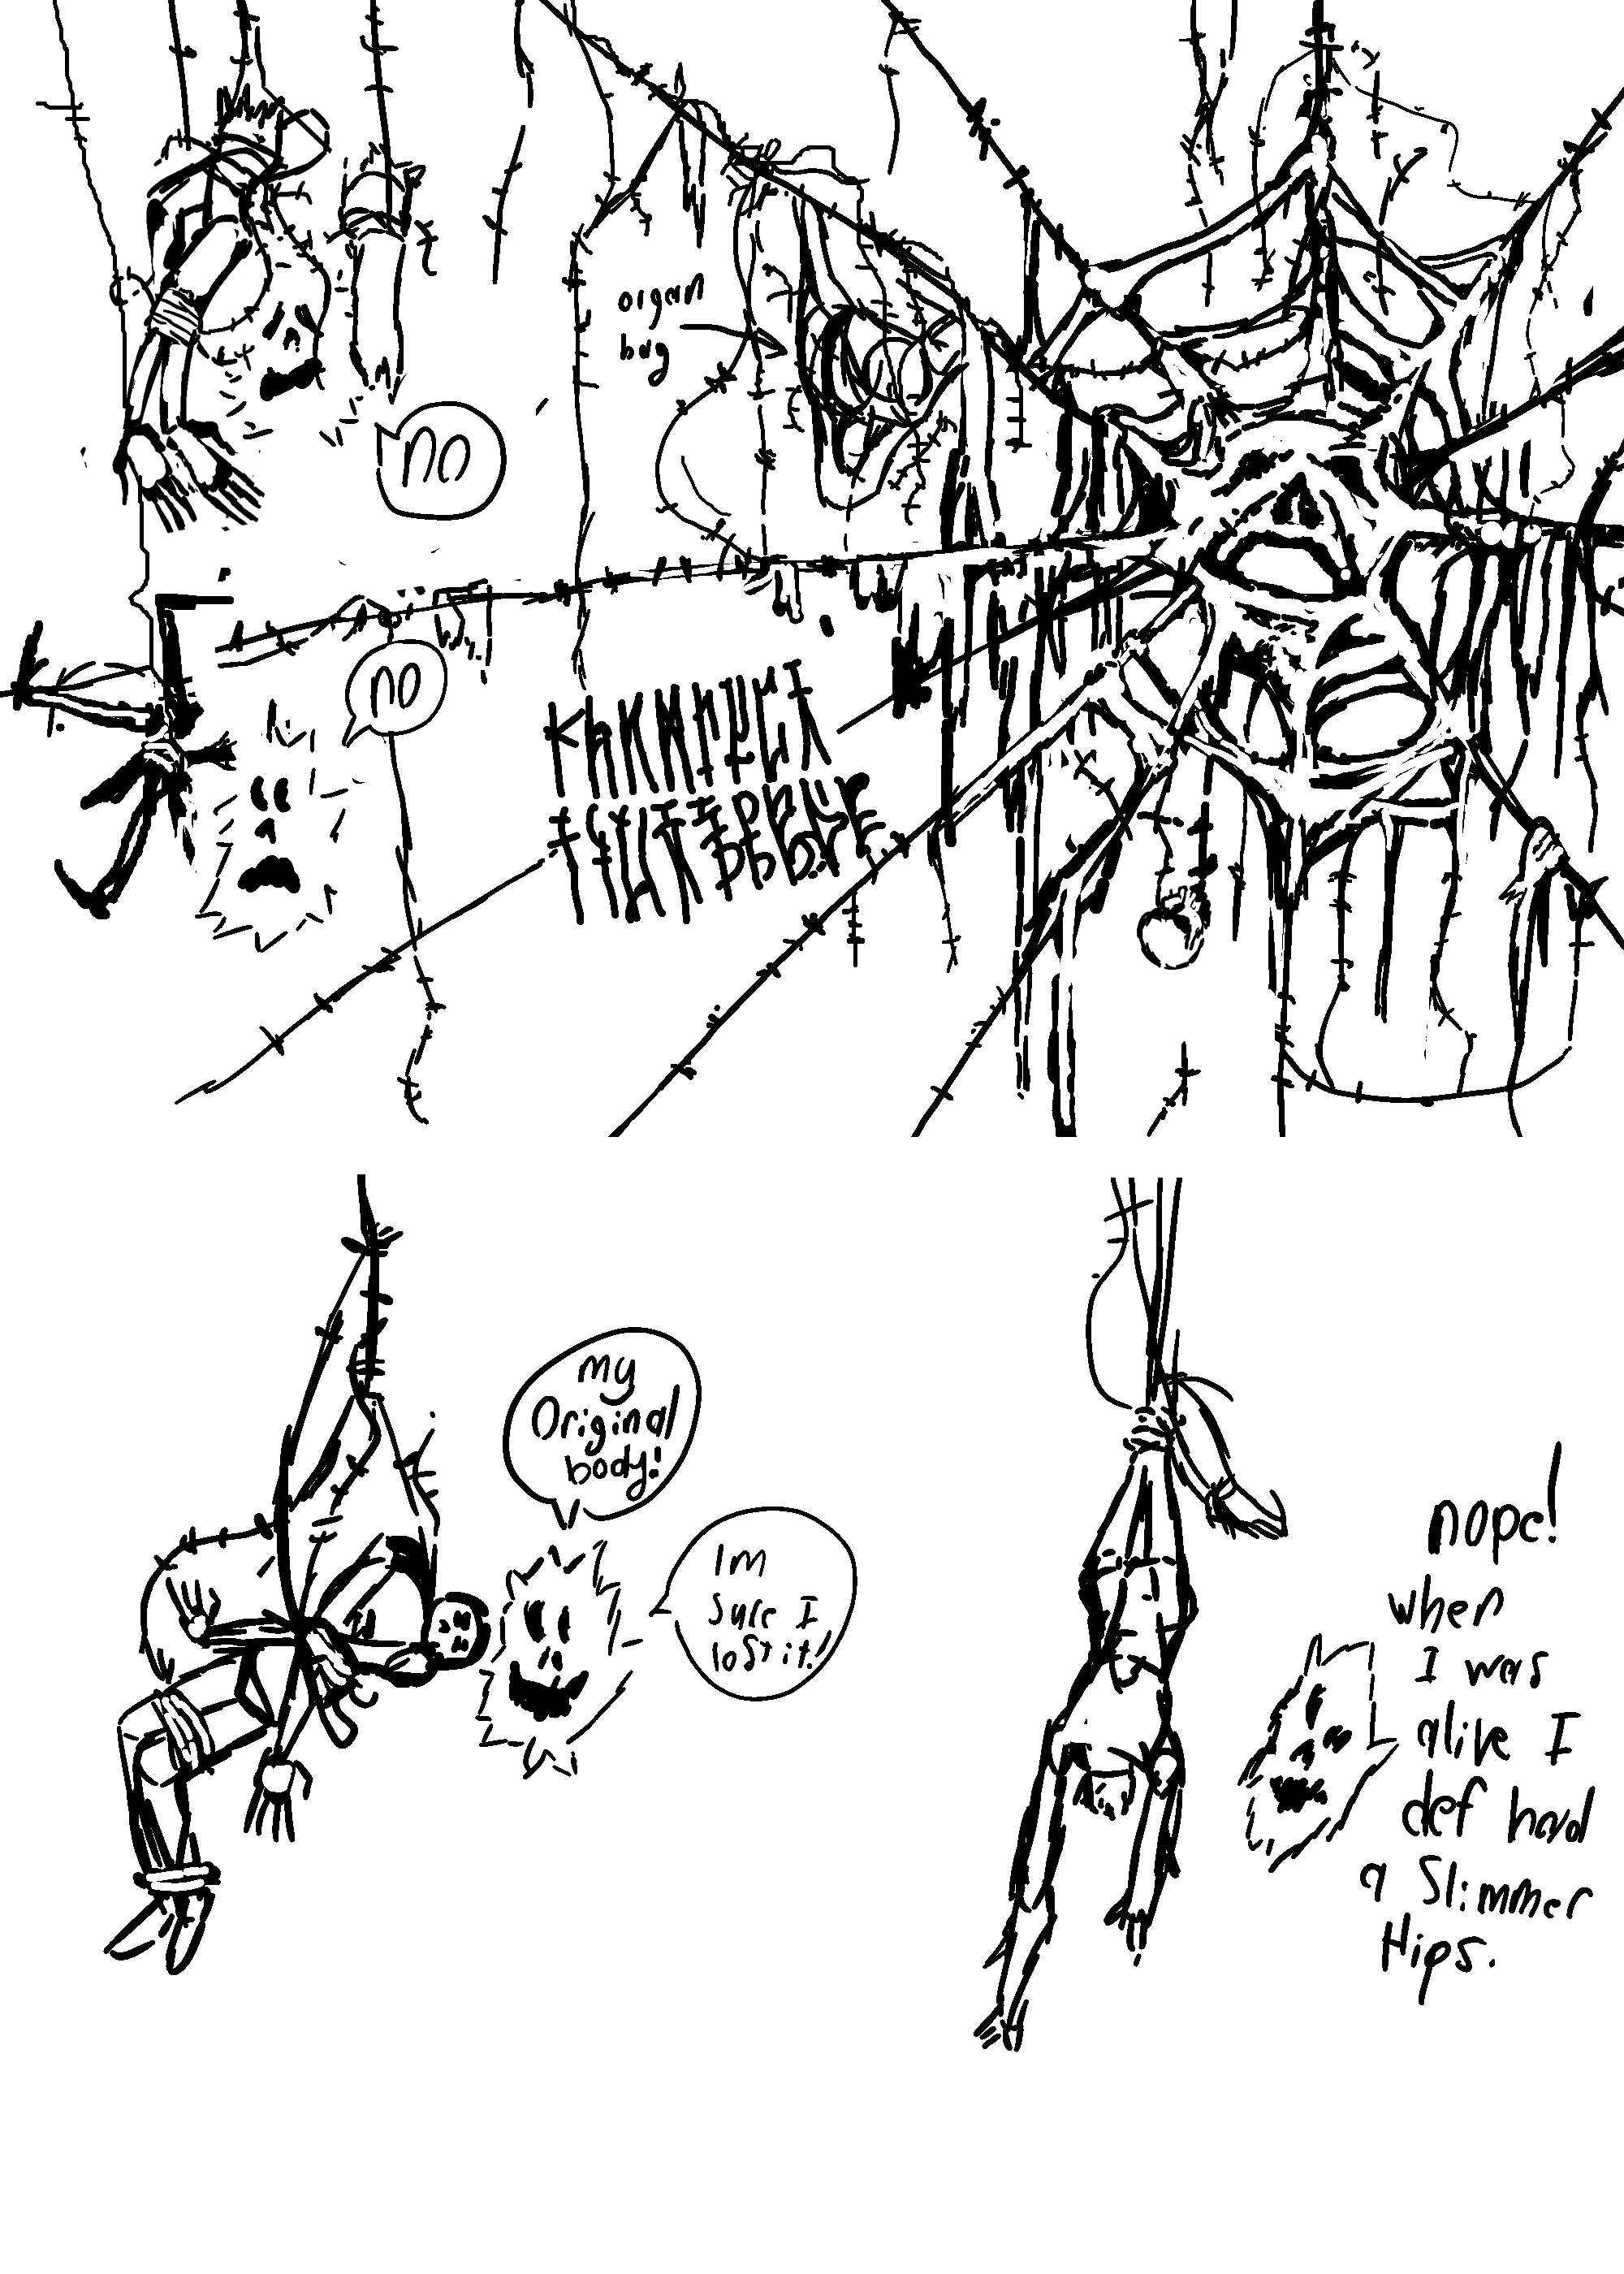 organ
bag
no
no
my
Original
body!
Im
Sure I
lost it!
nope!
when
I was
alive I
def had
a Slimmer
Hips.